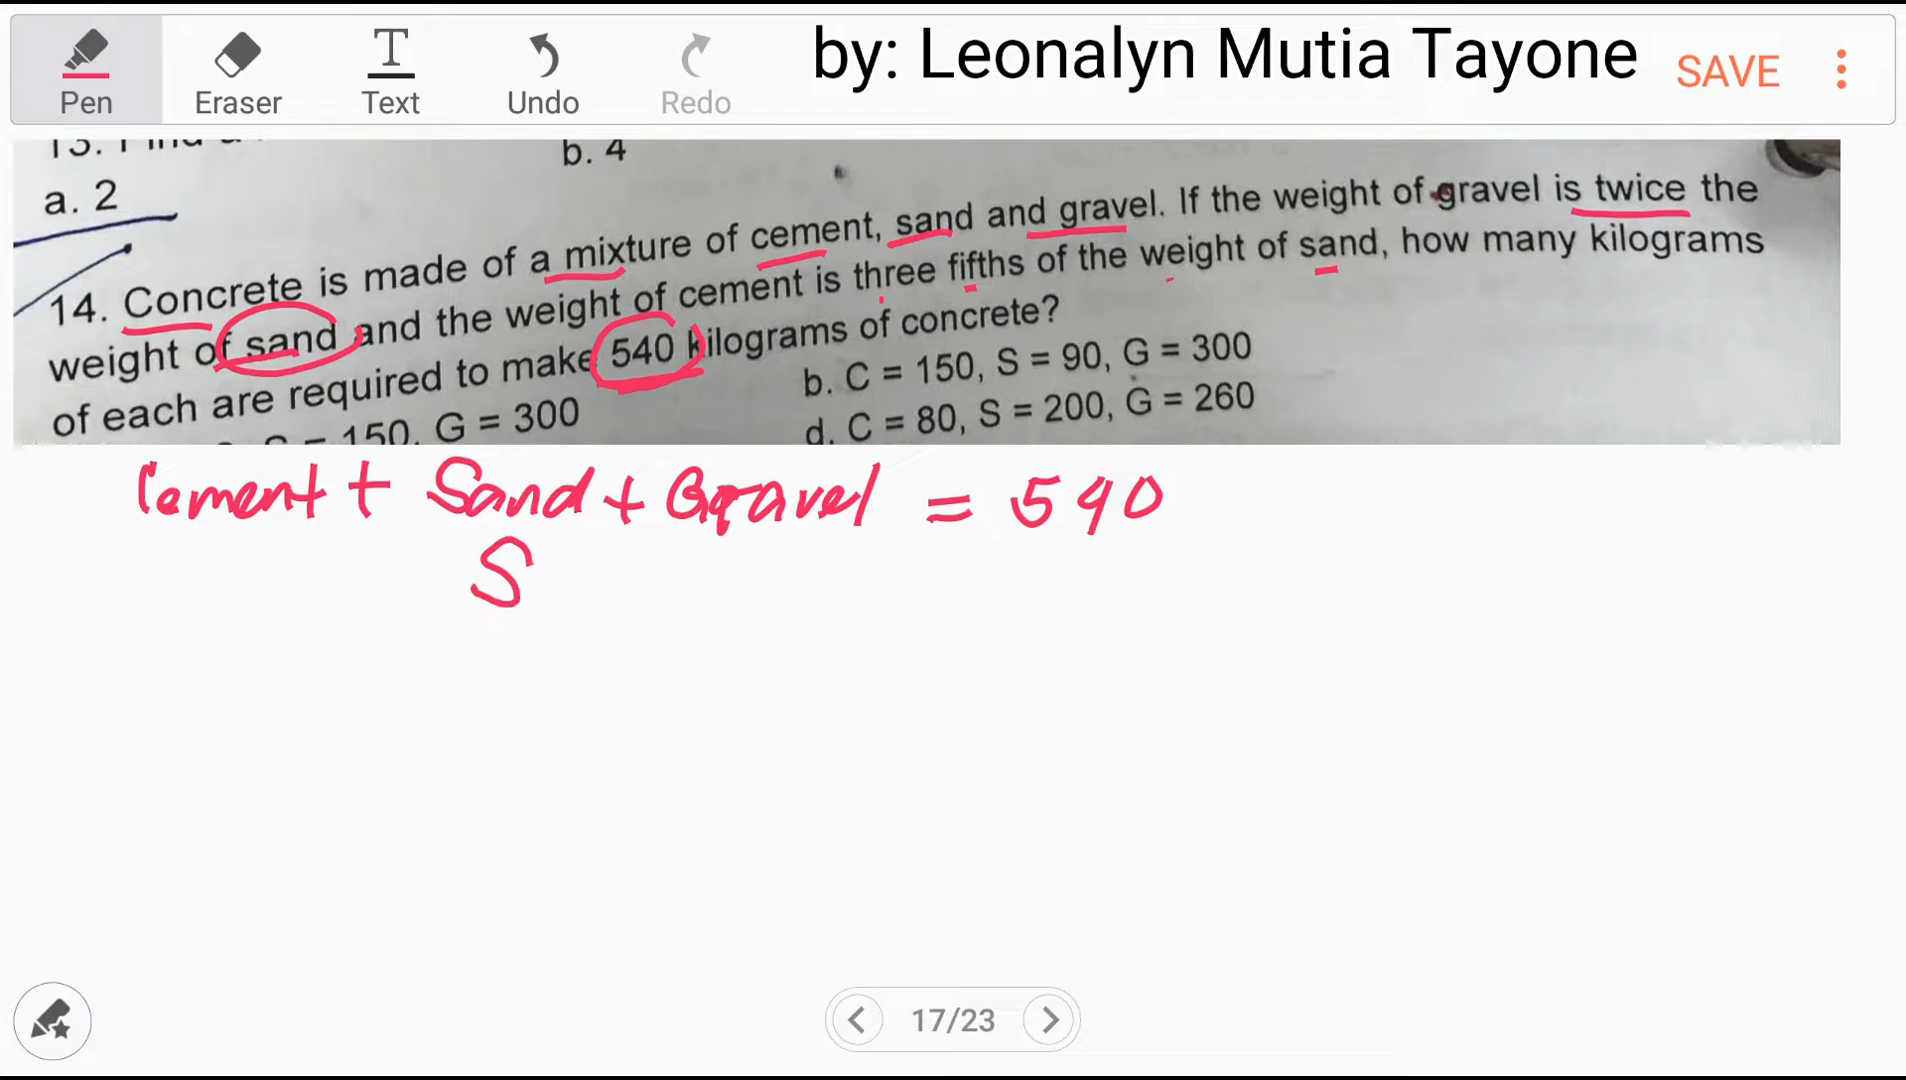 Pen Eraser Text Undo Redo by: Leonalyn Mutia Tayone SAVE
b. 4
a. 2
14. Concrete is made of a mixture of cement, sand and gravel. If the weight of gravel is twice the
weight of sand and the weight of cement is three fifths of the weight of sand, how many kilograms
of each are required to make 540 kilograms of concrete?
150, G = 300
b. C = 150, S = 90, G = 300
d. C = 80, S = 200, G = 260
Cement + Sand + Gravel = 540
S
17/23